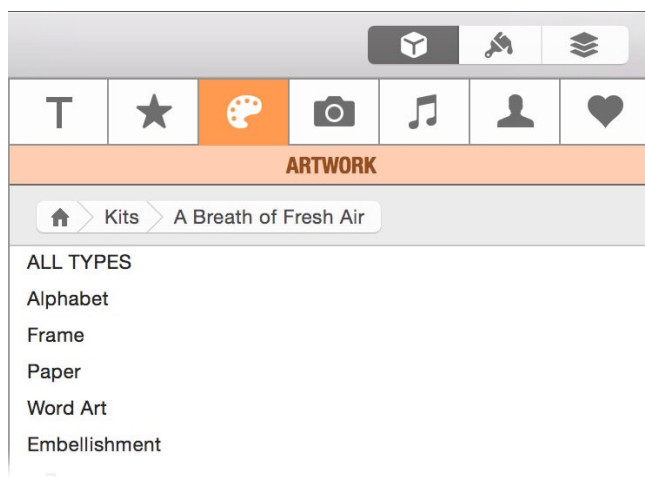 T
ARTWORK
Kits A Breath of Fresh Air
ALL TYPES
Alphabet
Frame
Paper
Word Art
Embellishment